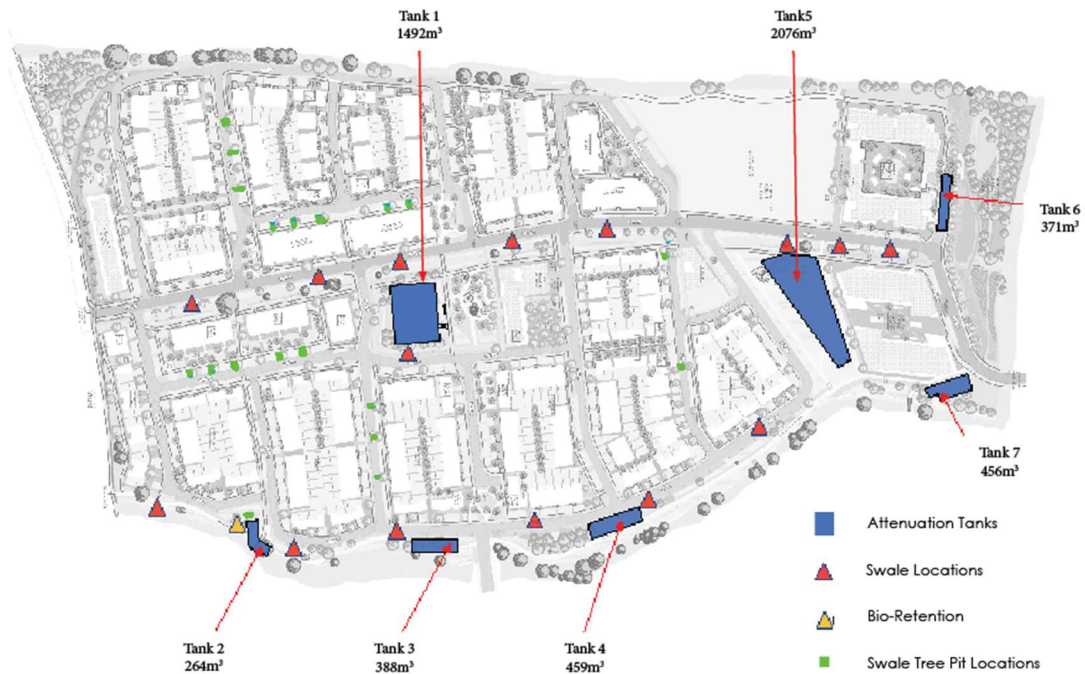 Tank 1
1492m³
Tank5
2076m³
Tank 6
371m³
Tank 7
456m³
1
Attenuation Tanks
Swale Locations
Bio-Retention
Swale Tree Pit Locations
Tank 2
264m³
Tank 3
388m³
Tank 4
459m³